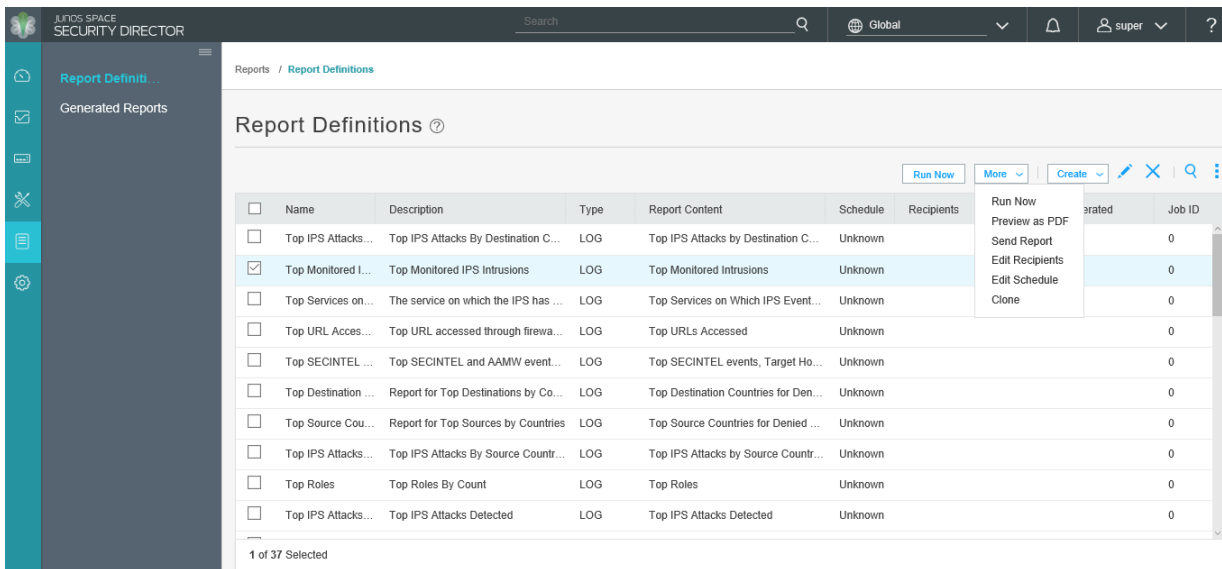 JUNOS SPACE
SECURITY DIRECTOR
Search
Global
super
?
Report Definiti...
Generated Reports
Reports / Report Definitions
Report Definitions ?
Run Now More Create
Name Description Type Report Content Schedule Recipients erated Job ID
Run Now
Preview as PDF
Send Report
Edit Recipients
Edit Schedule
Clone
Top IPS Attacks... Top IPS Attacks By Destination C... LOG Top IPS Attacks by Destination C... Unknown 0
Top Monitored I... Top Monitored IPS Intrusions LOG Top Monitored Intrusions Unknown 0
Top Services on... The service on which the IPS has ... LOG Top Services on Which IPS Event... Unknown 0
Top URL Acces... Top URL accessed through firewa... LOG Top URLs Accessed Unknown 0
Top SECINTEL ... Top SECINTEL and AAMW event... LOG Top SECINTEL events, Target Ho... Unknown 0
Top Destination ... Report for Top Destinations by Co... LOG Top Destination Countries for Den... Unknown 0
Top Source Cou... Report for Top Sources by Countries LOG Top Source Countries for Denied ... Unknown 0
Top IPS Attacks... Top IPS Attacks By Source Countr... LOG Top IPS Attacks by Source Countr... Unknown 0
Top Roles Top Roles By Count LOG Top Roles Unknown 0
Top IPS Attacks... Top IPS Attacks Detected LOG Top IPS Attacks Detected Unknown 0
1 of 37 Selected